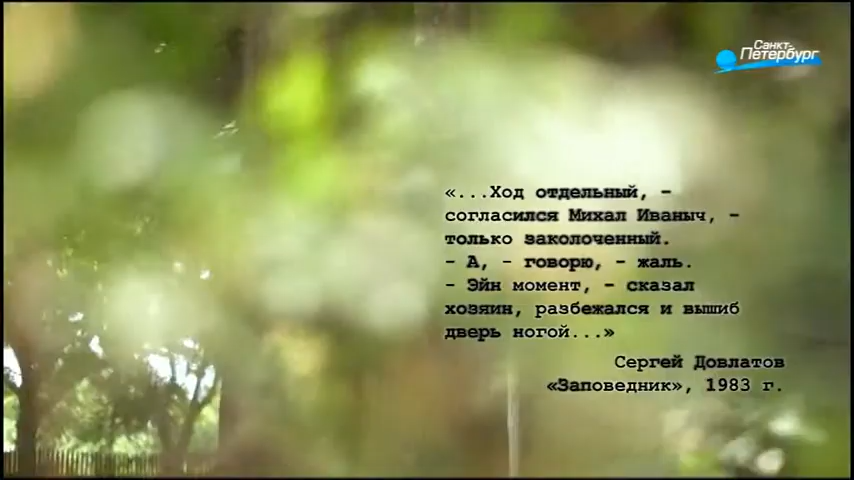 Санкт-
Петербург
«...Ход отдельный, -
согласился Михал Иваныч, -
только заколоченный.
- А, - говорю, - жаль.
- Эйн момент, - сказал
хозяин, разбежался и вышиб
дверь ногой...»
Сергей Довлатов
«Заповедник», 1983 г.